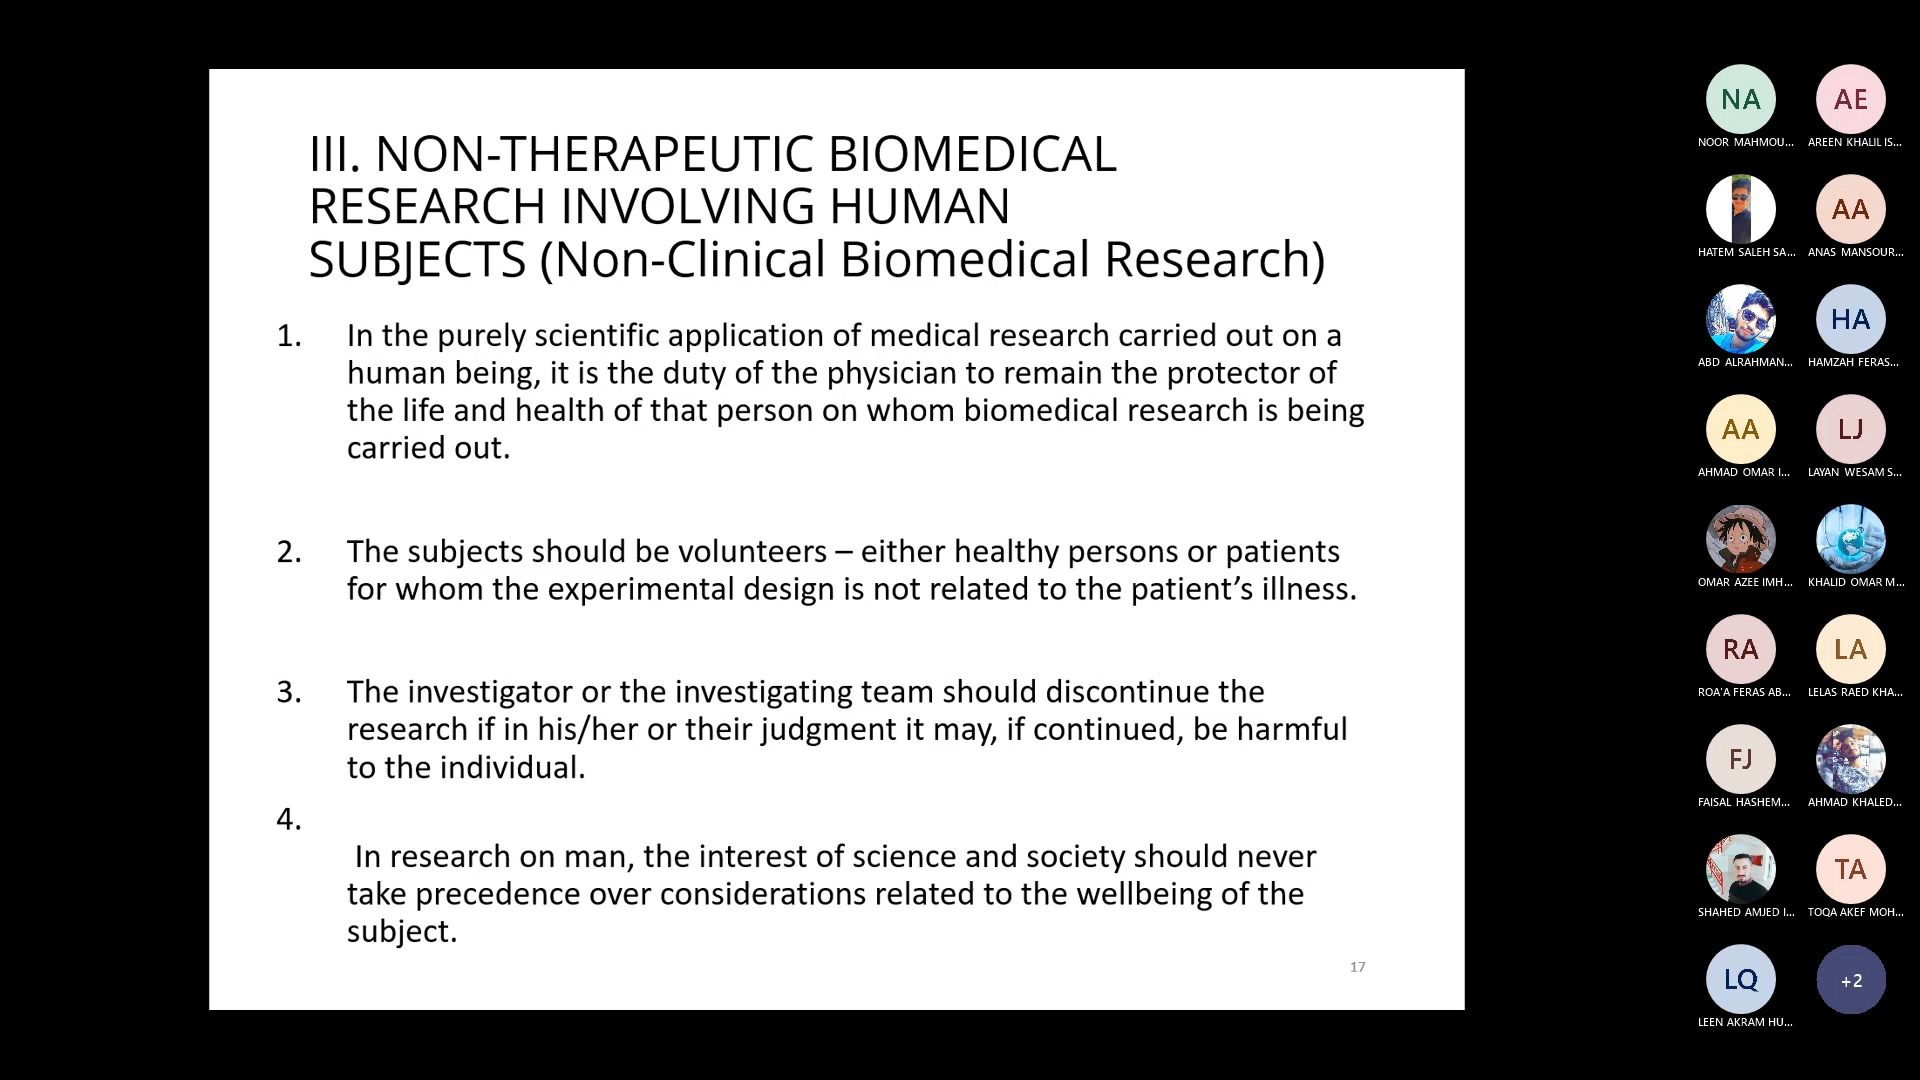 III. NON-THERAPEUTIC BIOMEDICAL
RESEARCH INVOLVING HUMAN
SUBJECTS (Non-Clinical Biomedical Research)
1. In the purely scientific application of medical research carried out on a
human being, it is the duty of the physician to remain the protector of
the life and health of that person on whom biomedical research is being
carried out.
2. The subjects should be volunteers – either healthy persons or patients
for whom the experimental design is not related to the patient’s illness.
3. The investigator or the investigating team should discontinue the
research if in his/her or their judgment it may, if continued, be harmful
to the individual.
4.
In research on man, the interest of science and society should never
take precedence over considerations related to the wellbeing of the
subject.
17
NA AE
NOOR MAHMOU... AREEN KHALIL IS...
AA
HATEM SALEH SA... ANAS MANSOUR...
HA
ABD ALRAHMAN... HAMZAH FERAS...
AA LJ
AHMAD OMAR I... LAYAN WESAM S...
OMAR AZEE IMH... KHALID OMAR M...
RA LA
ROA'A FERAS AB... LELAS RAED KHA...
FJ
FAISAL HASHEM... AHMAD KHALED...
TA
SHAHED AMJED I... TOQA AKEF MOH...
LQ +2
LEEN AKRAM HU...